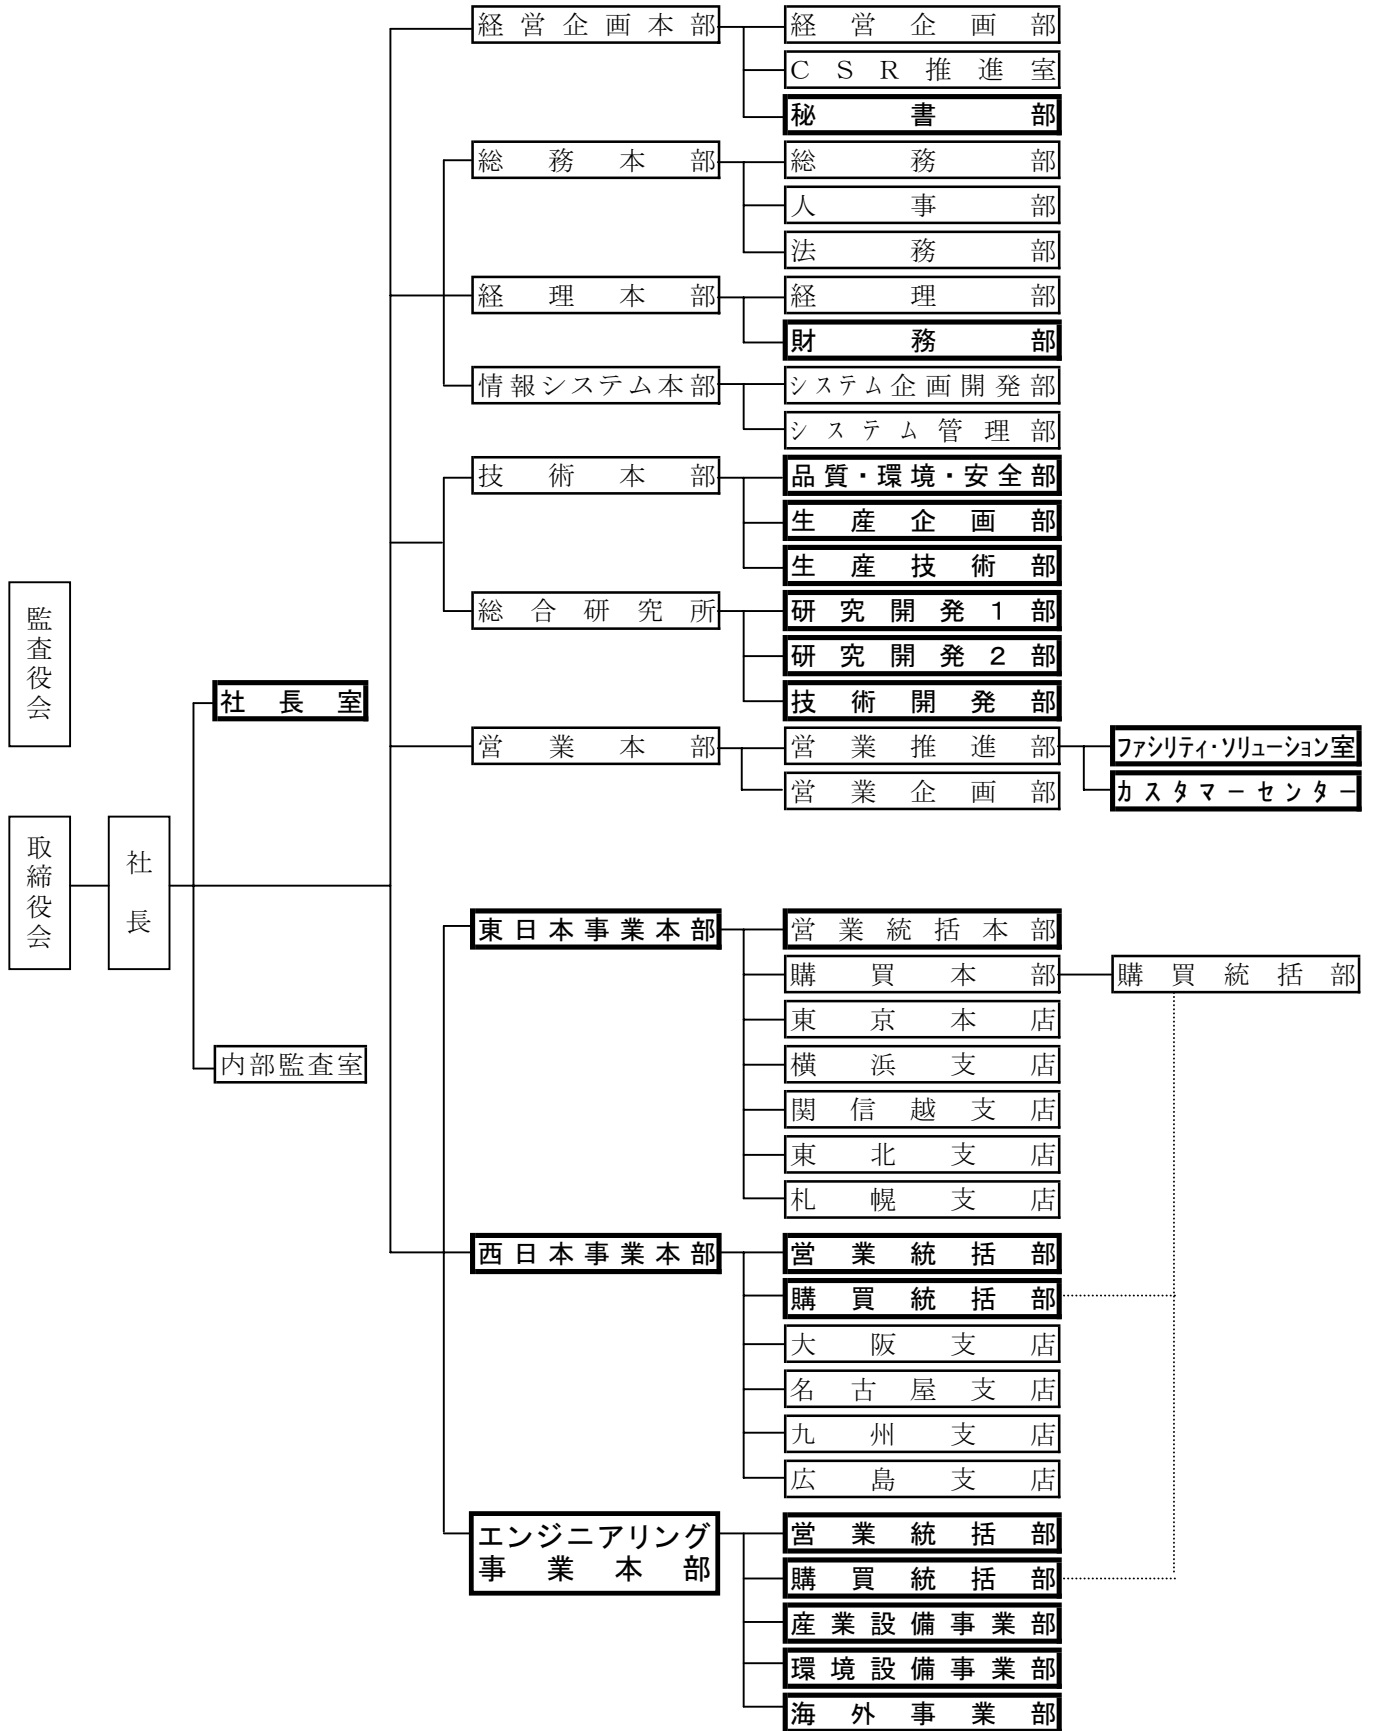 監査役会
取締役会
社長
社長室
内部監査室
経営企画本部
経営企画部
CSR推進室
秘書部
総務本部
総務部
人事部
法務部
経理本部
経理部
財務部
情報システム本部
システム企画開発部
システム管理部
技術本部
品質・環境・安全部
生産企画部
生産技術部
総合研究所
研究開発1部
研究開発2部
技術開発部
営業本部
営業推進部
ファシリティ・ソリューション室
カスタマーセンター
営業企画部
東日本事業本部
営業統括本部
購買本部
購買統括部
東京本店
横浜支店
関信越支店
東北支店
札幌支店
西日本事業本部
営業統括部
購買統括部
大阪支店
名古屋支店
九州支店
広島支店
エンジニアリング
事業本部
営業統括部
購買統括部
産業設備事業部
環境設備事業部
海外事業部